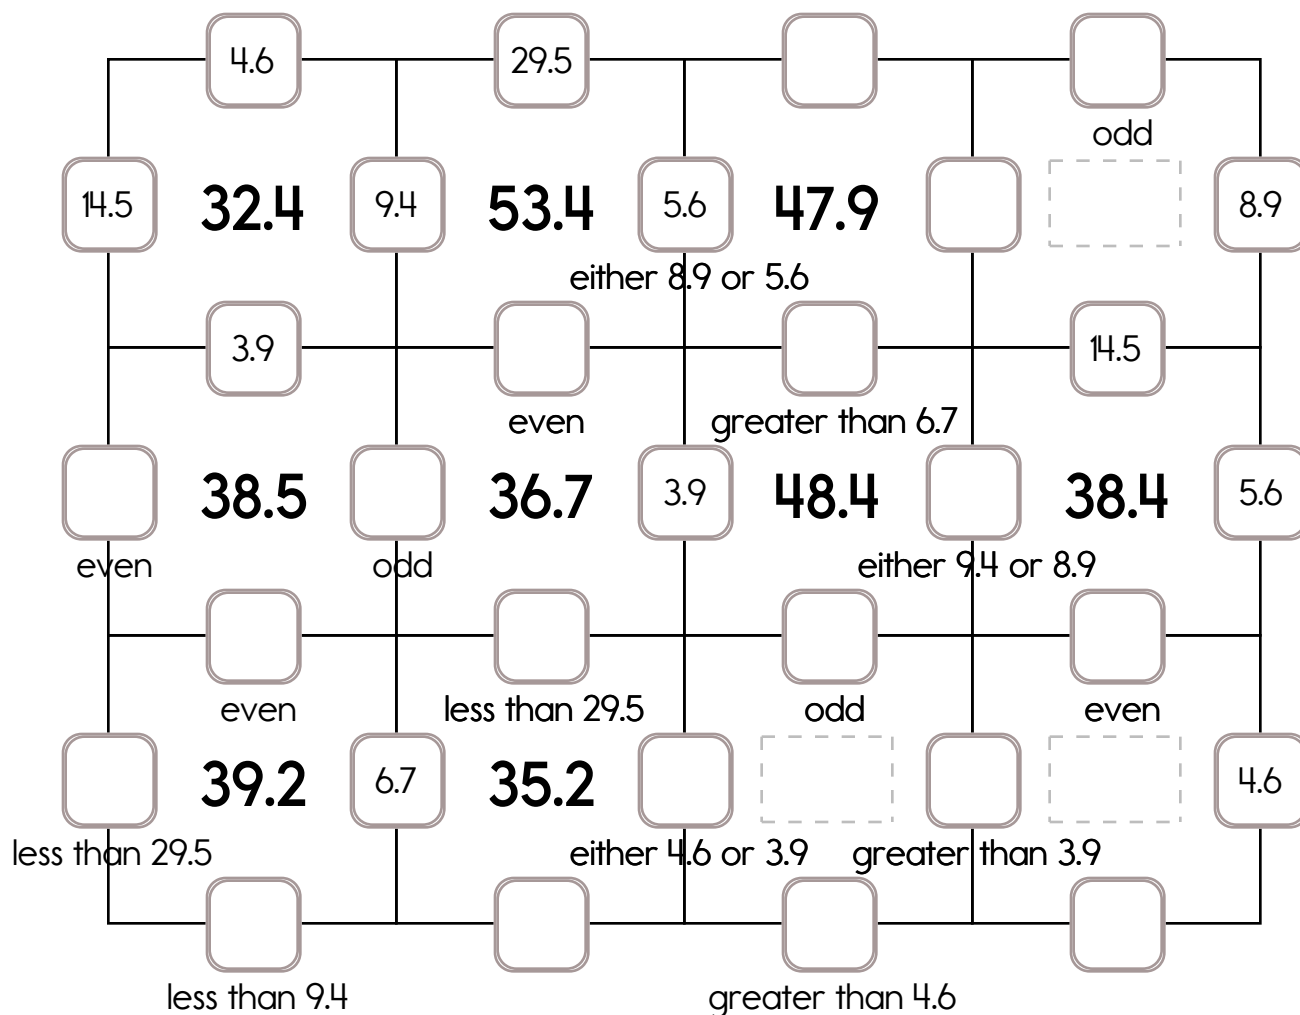 4.6 29.5
odd
14.5 32.4 9.4 53.4 5.6 47.9 8.9
either 8.9 or 5.6
3.9 14.5
even greater than 6.7
38.5 36.7 3.9 48.4 38.4 5.6
even odd either 9.4 or 8.9
even less than 29.5 odd even
39.2 6.7 35.2 4.6
less than 29.5 either 4.6 or 3.9 greater than 3.9
less than 9.4 greater than 4.6